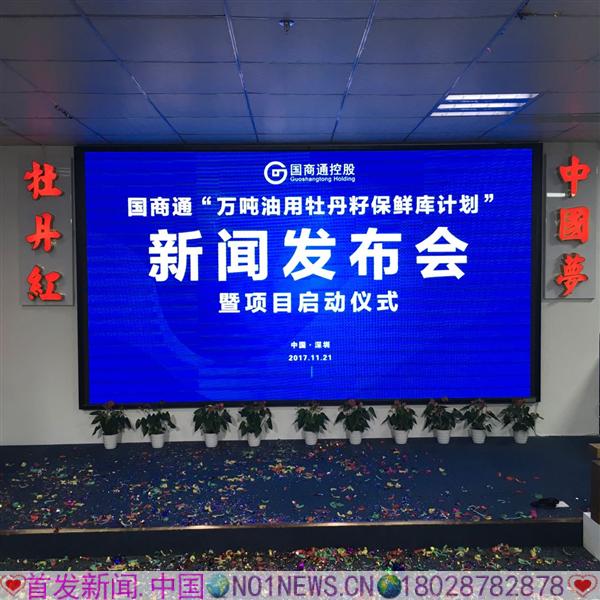 牡丹紅
国商通控股
Guoshangtong Holding
国商通“万吨油用牡丹籽保鲜库计划”
新闻发布会
暨项目启动仪式
中国·深圳
2017.11.21
中國夢
首发新闻.中国 NO1NEWS.CN 18028782878